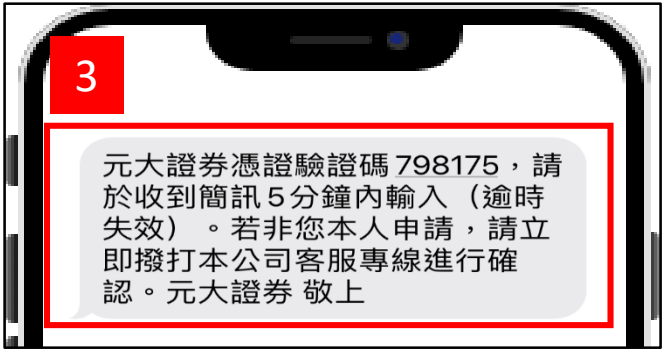 3
元大證券憑證驗證碼 798175，請
於收到簡訊５分鐘內輸入（逾時
失效）。若非您本人申請，請立
即撥打本公司客服專線進行確
認。元大證券 敬上